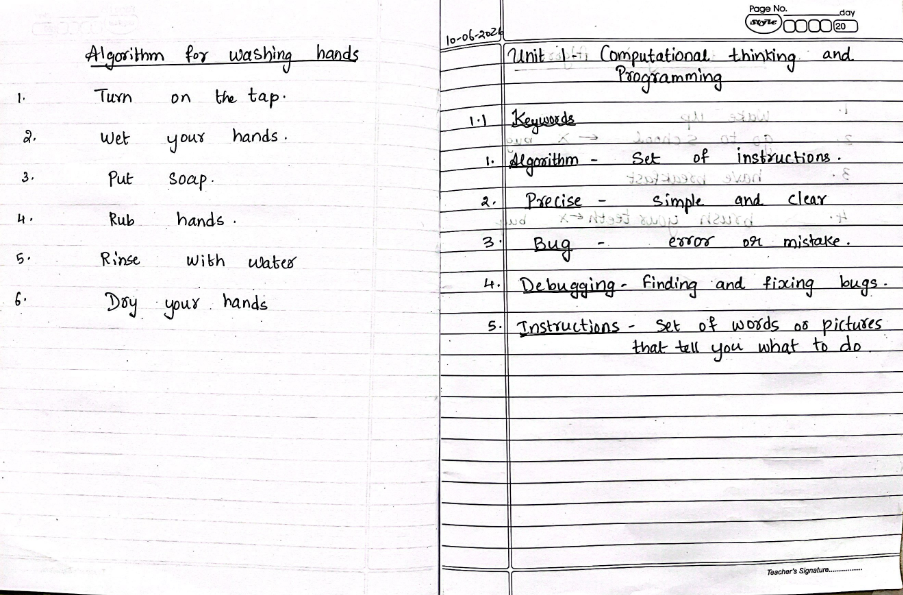 Algorithm for washing hands
1. Turn on the tap.
2. Wet your hands.
3. Put soap.
4. Rub hands.
5. Rinse with water
6. Dry your hands
Page No. day
Style 20
10-06-2026
Unit 1- Computational thinking and
Programming
1.1 Keywords
1. Algorithm - Set of instructions.
2. Precise - simple and clear
3. Bug - error or mistake.
4. Debugging - finding and fixing bugs.
5. Instructions - Set of words or pictures
that tell you what to do
Teacher's Signature..............